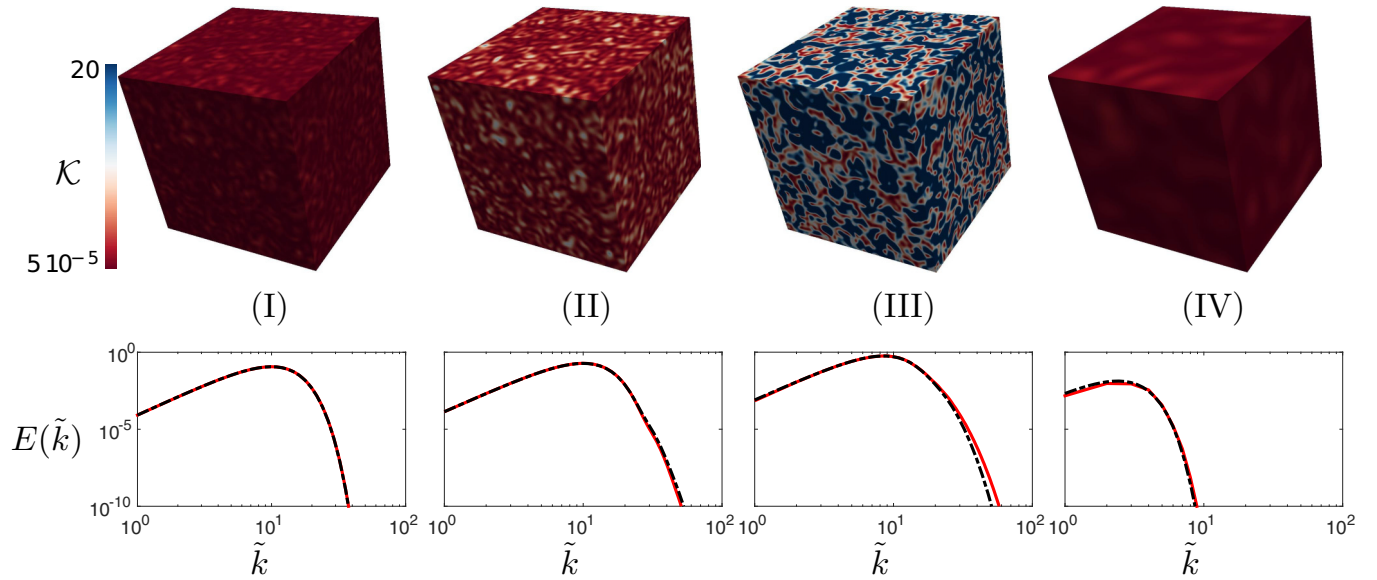 20
𝒦
5 10⁻⁵
(I) (II) (III) (IV)
10⁰
10⁻⁵
10⁻¹⁰
E(k̃)
10⁰ 10¹ 10² 10⁰ 10¹ 10² 10⁰ 10¹ 10² 10⁰ 10¹ 10²
k̃ k̃ k̃ k̃